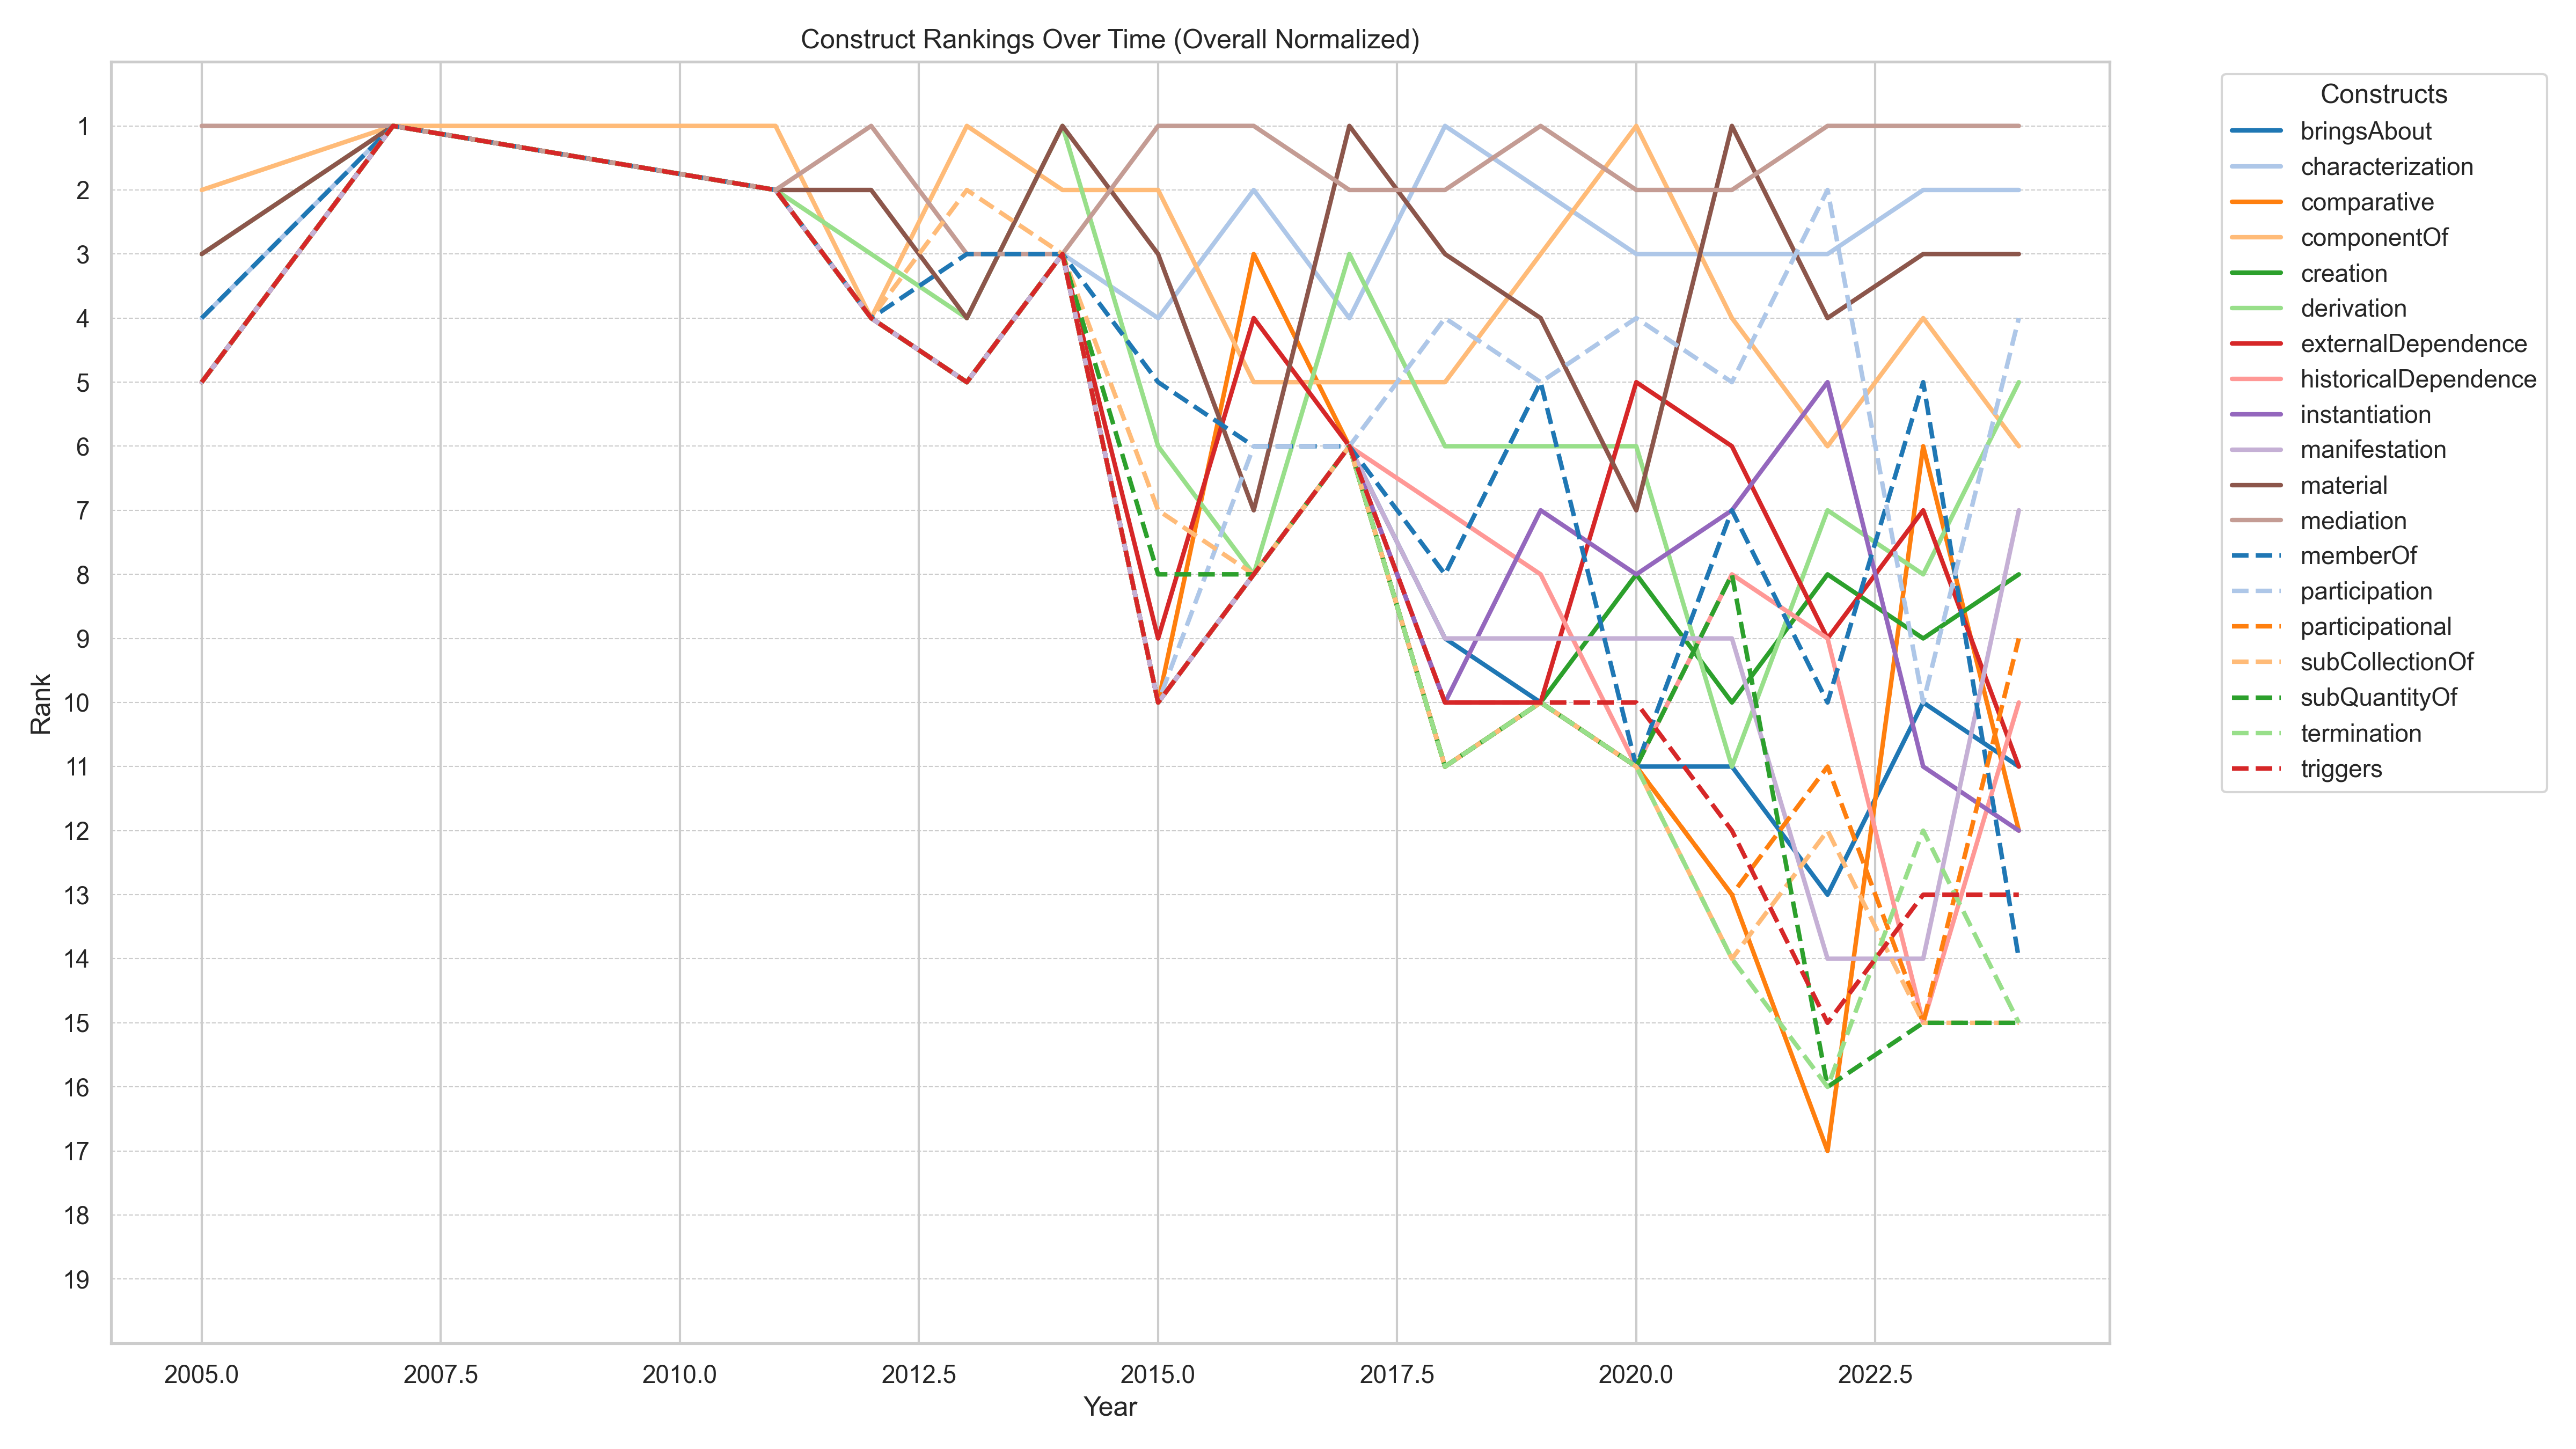 Construct Rankings Over Time (Overall Normalized)
1
2
3
4
5
6
7
8
9
10
11
12
13
14
15
16
17
18
19
Rank
2005.0
2007.5
2010.0
2012.5
2015.0
2017.5
2020.0
2022.5
Year
Constructs
bringsAbout
characterization
comparative
componentOf
creation
derivation
externalDependence
historicalDependence
instantiation
manifestation
material
mediation
memberOf
participation
participational
subCollectionOf
subQuantityOf
termination
triggers